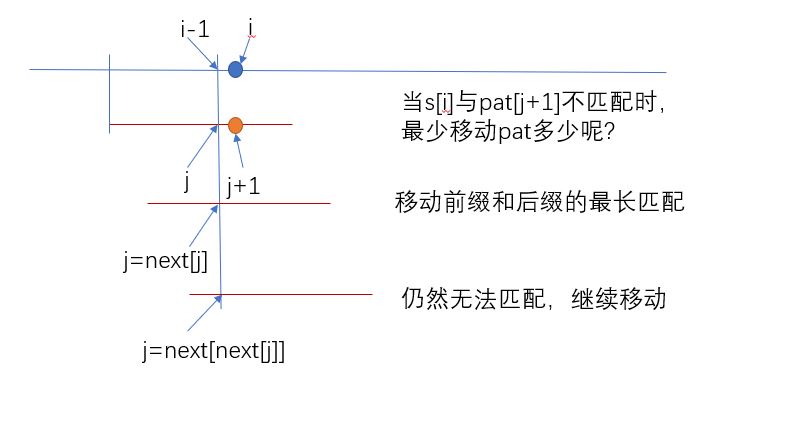 i-1
i
当s[i]与pat[j+1]不匹配时，
最少移动pat多少呢?
j
j+1
移动前缀和后缀的最长匹配
j=next[j]
仍然无法匹配，继续移动
j=next[next[j]]